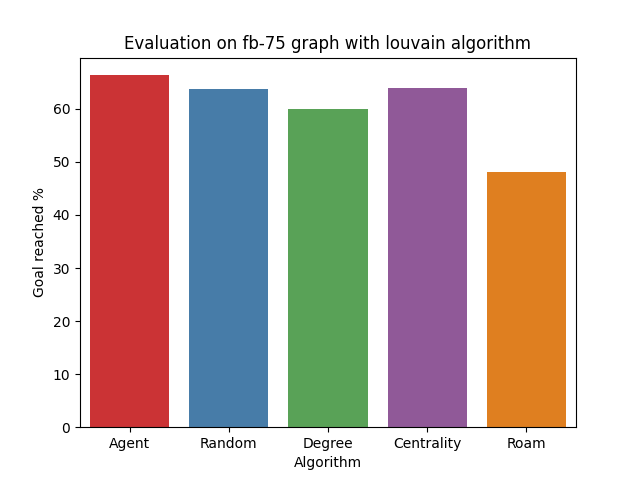 Evaluation on fb-75 graph with louvain algorithm
Goal reached %
60
50
40
30
20
10
0
Agent Random Degree Centrality Roam
Algorithm